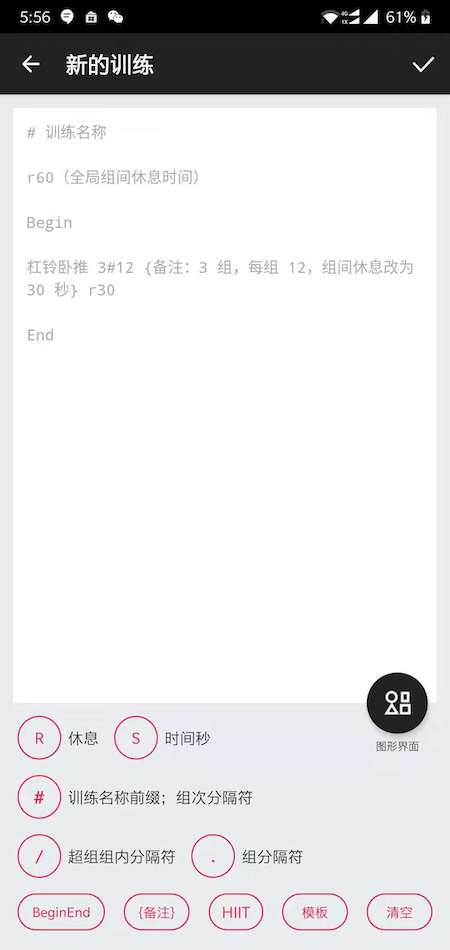 5:56
4G
1X
61%
新的训练
# 训练名称
r60（全局组间休息时间）
Begin
杠铃卧推 3#12 {备注：3 组，每组 12，组间休息改为
30 秒} r30
End
图形界面
R 休息 S 时间秒
# 训练名称前缀；组次分隔符
/ 超组组内分隔符 . 组分隔符
BeginEnd {备注} HIIT 模板 清空